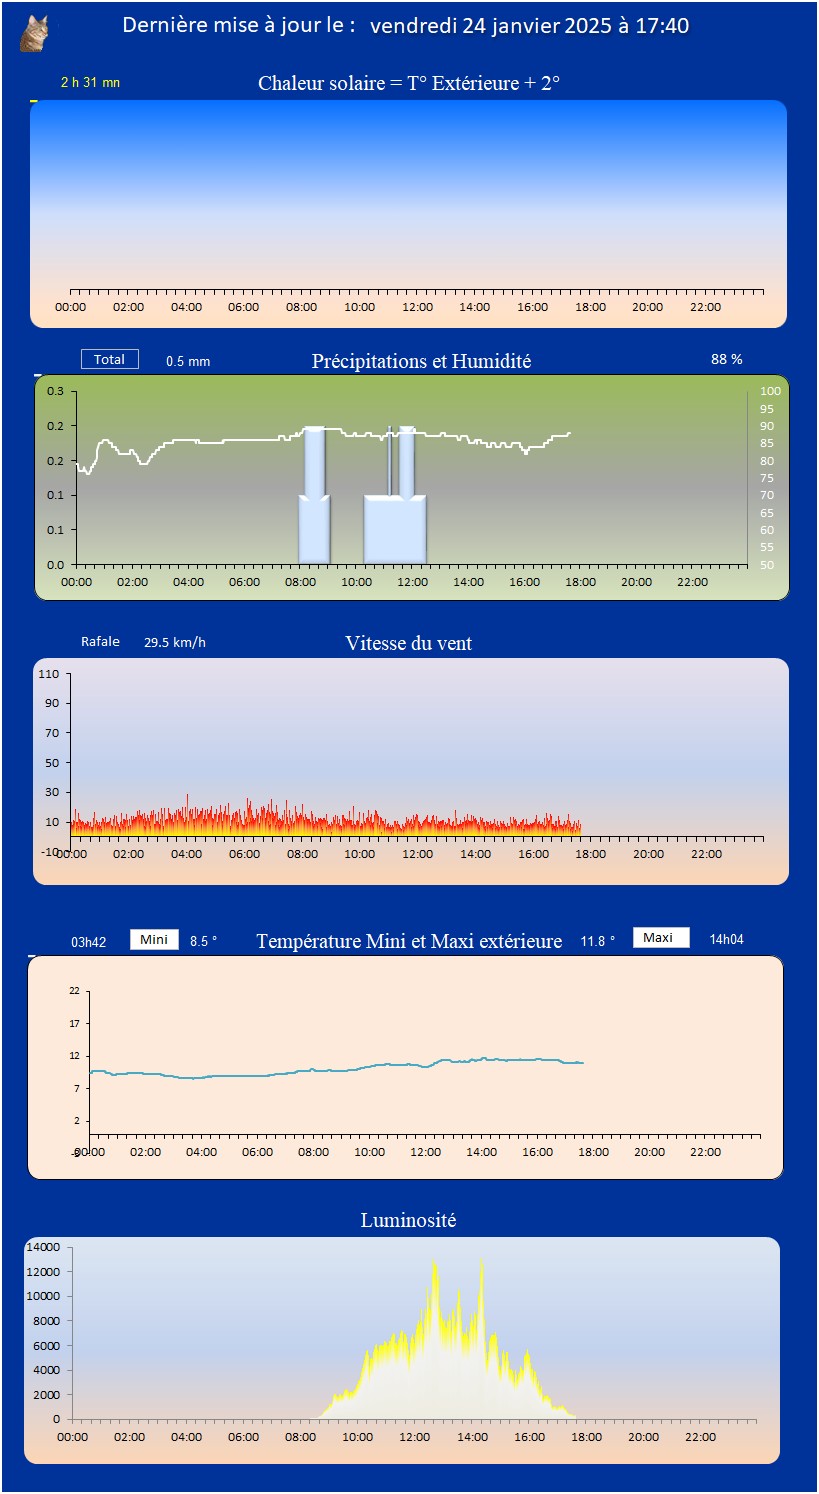 Dernière mise à jour le : vendredi 24 janvier 2025 à 17:40
2 h 31 mn
Chaleur solaire = T° Extérieure + 2°
00:00 02:00 04:00 06:00 08:00 10:00 12:00 14:00 16:00 18:00 20:00 22:00
Total 0.5 mm Précipitations et Humidité 88 %
0.3 100
95
0.2 90
85
0.2 80
75
0.1 70
65
0.1 60
55
0.0 50
00:00 02:00 04:00 06:00 08:00 10:00 12:00 14:00 16:00 18:00 20:00 22:00
Rafale 29.5 km/h Vitesse du vent
110
90
70
50
30
10
-10
00:00 02:00 04:00 06:00 08:00 10:00 12:00 14:00 16:00 18:00 20:00 22:00
03h42 Mini 8.5 ° Température Mini et Maxi extérieure 11.8 ° Maxi 14h04
22
17
12
7
2
-3
00:00 02:00 04:00 06:00 08:00 10:00 12:00 14:00 16:00 18:00 20:00 22:00
Luminosité
14000
12000
10000
8000
6000
4000
2000
0
00:00 02:00 04:00 06:00 08:00 10:00 12:00 14:00 16:00 18:00 20:00 22:00